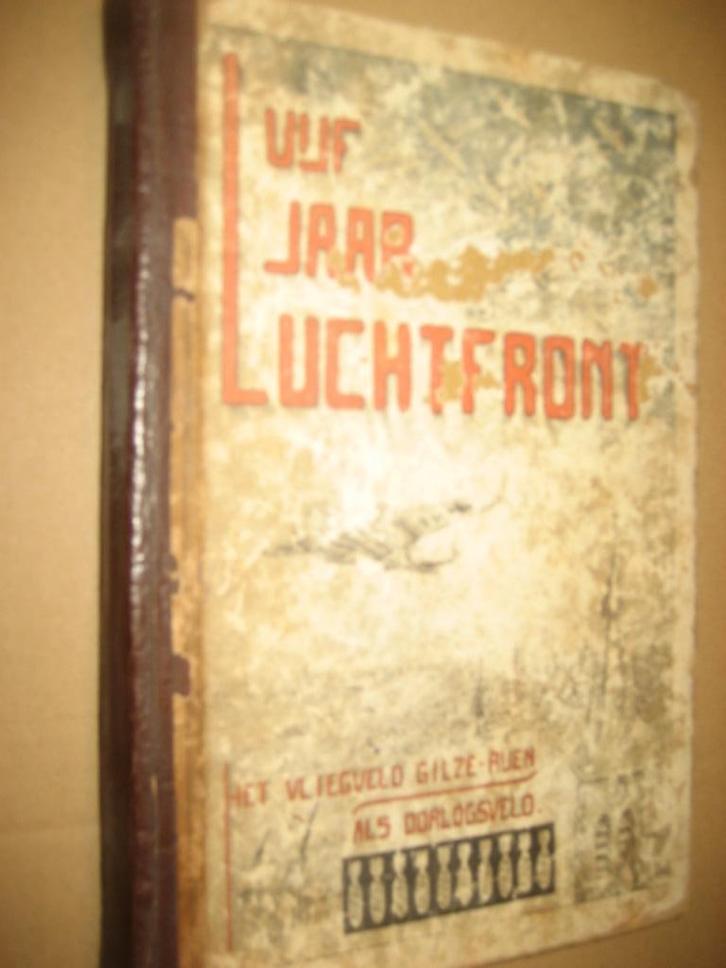 VIJF
JAAR
LUCHTFRONT
HET VLIEGVELD GILZE-RIJEN
ALS OORLOGSVELD.